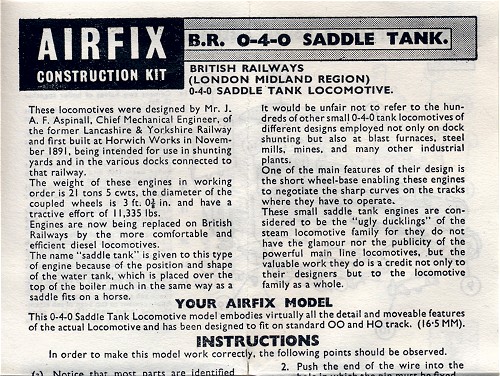 AIRFIX
CONSTRUCTION KIT
B.R. 0-4-0 SADDLE TANK.
BRITISH RAILWAYS
(LONDON MIDLAND REGION)
0-4-0 SADDLE TANK LOCOMOTIVE.
These locomotives were designed by Mr. J.
A. F. Aspinall, Chief Mechanical Engineer, of
the former Lancashire & Yorkshire Railway
and first built at Horwich Works in Novem-
ber 1891, being intended for use in shunting
yards and in the various docks connected to
that railway.
The weight of these engines in working
order is 21 tons 5 cwts, the diameter of the
coupled wheels is 3 ft. 0⅜ in. and have a
tractive effort of 11,335 lbs.
Engines are now being replaced on British
Railways by the more comfortable and
efficient diesel locomotives.
The name "saddle tank" is given to this type
of engine because of the position and shape
of the water tank, which is placed over the
top of the boiler much in the same way as a
saddle fits on a horse.
It would be unfair not to refer to the hun-
dreds of other small 0-4-0 tank locomotives of
different designs employed not only on dock
shunting but also at blast furnaces, steel
mills, mines, and many other industrial
plants.
One of the main features of their design is
the short wheel-base enabling these engines
to negotiate the sharp curves on the tracks
where they have to operate.
These small saddle tank engines are con-
sidered to be the "ugly ducklings" of the
steam locomotive family for they do not
have the glamour nor the publicity of the
powerful main line locomotives, but the
valuable work they do is a credit not only to
their designers but to the locomotive
family as a whole.
YOUR AIRFIX MODEL
This 0-4-0 Saddle Tank Locomotive model embodies virtually all the detail and moveable features
of the actual Locomotive and has been designed to fit on standard OO and HO track. (16·5 MM).
INSTRUCTIONS
In order to make this model work correctly, the following points should be observed.
(a) Notice that most parts are identified
2. Push the end of the wire into the
hole in which the pin must be fixed